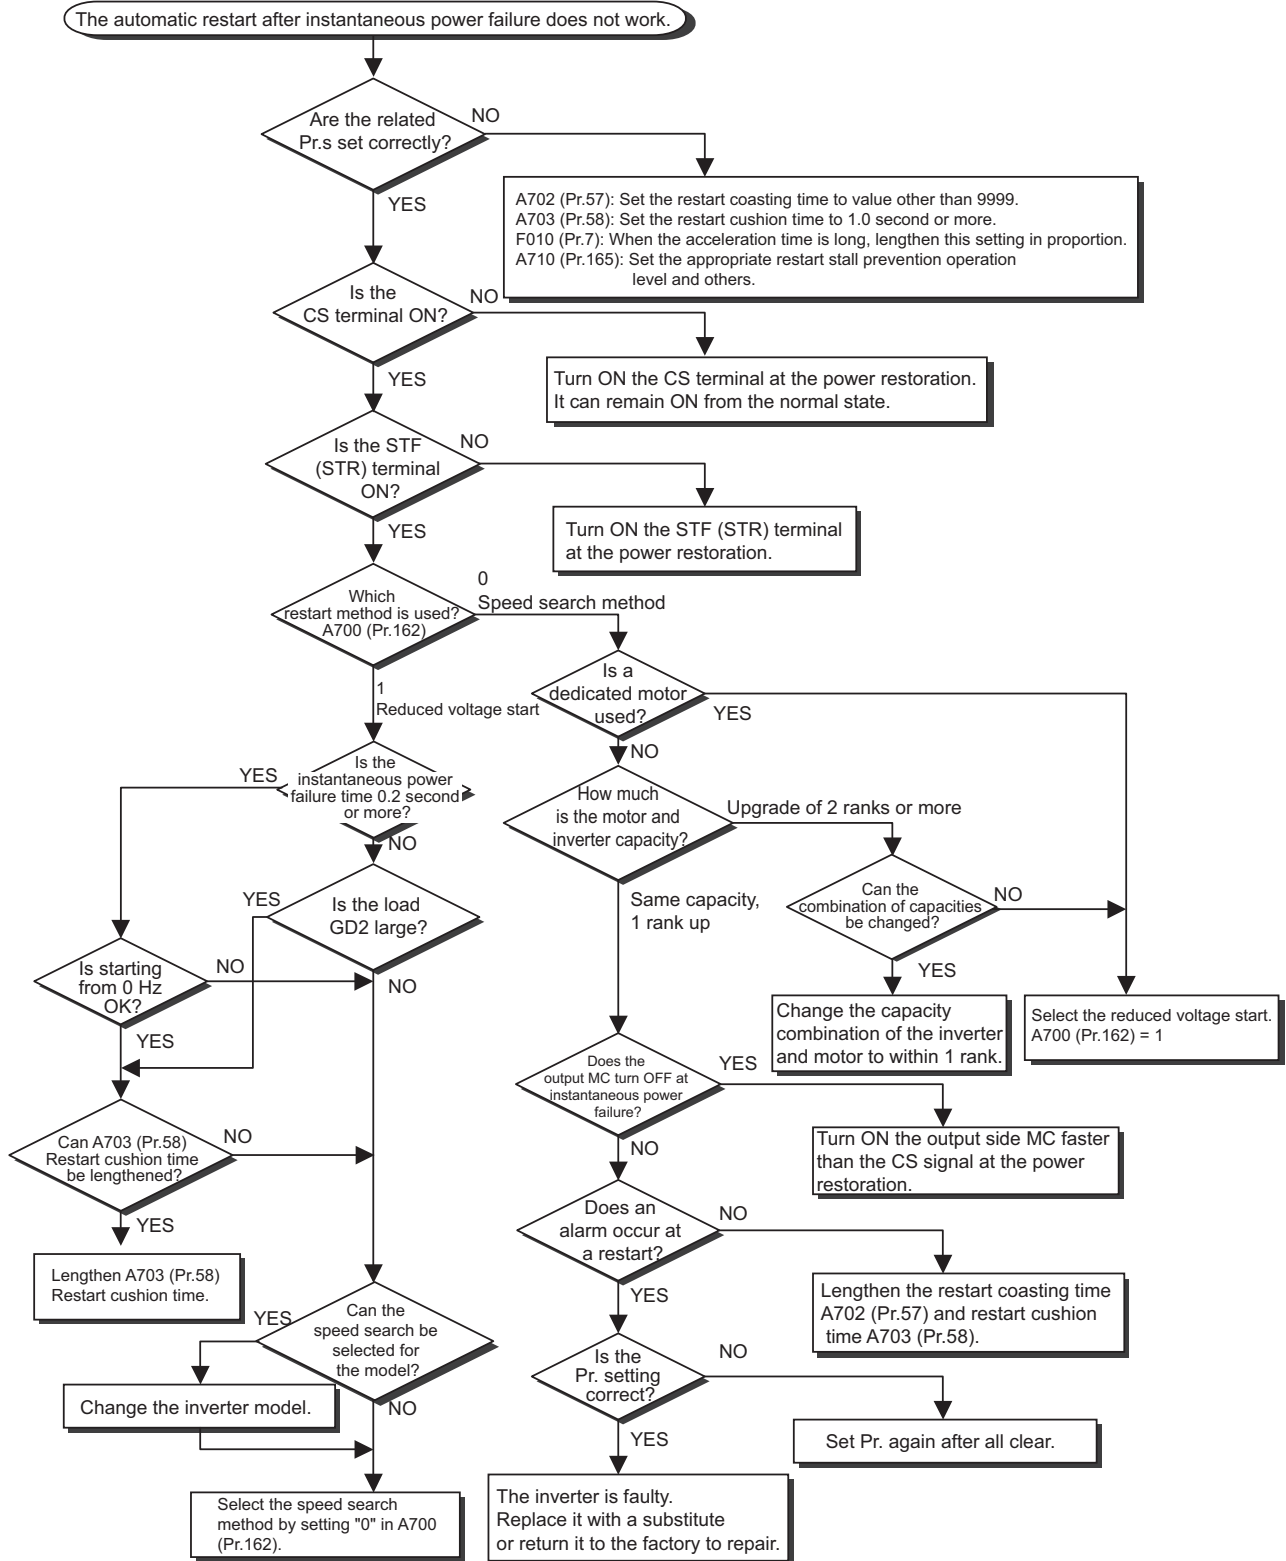 The automatic restart after instantaneous power failure does not work.
Are the related
Pr.s set correctly?
NO
YES
A702 (Pr.57): Set the restart coasting time to value other than 9999.
A703 (Pr.58): Set the restart cushion time to 1.0 second or more.
F010 (Pr.7): When the acceleration time is long, lengthen this setting in proportion.
A710 (Pr.165): Set the appropriate restart stall prevention operation
level and others.
Is the
CS terminal ON?
NO
YES
Turn ON the CS terminal at the power restoration.
It can remain ON from the normal state.
Is the STF
(STR) terminal
ON?
NO
YES
Turn ON the STF (STR) terminal
at the power restoration.
Which
restart method is used?
A700 (Pr.162)
0
Speed search method
1
Reduced voltage start
Is a
dedicated motor
used?
YES
NO
Is the
instantaneous power
failure time 0.2 second
or more?
YES
NO
How much
is the motor and
inverter capacity?
Upgrade of 2 ranks or more
Same capacity,
1 rank up
Can the
combination of capacities
be changed?
NO
YES
Is the load
GD2 large?
YES
NO
Is starting
from 0 Hz
OK?
NO
YES
Change the capacity
combination of the inverter
and motor to within 1 rank.
Select the reduced voltage start.
A700 (Pr.162) = 1
Does the
output MC turn OFF at
instantaneous power
failure?
YES
NO
Turn ON the output side MC faster
than the CS signal at the power
restoration.
Can A703 (Pr.58)
Restart cushion time
be lengthened?
NO
YES
Lengthen A703 (Pr.58)
Restart cushion time.
Does an
alarm occur at
a restart?
NO
YES
Lengthen the restart coasting time
A702 (Pr.57) and restart cushion
time A703 (Pr.58).
Can the
speed search be
selected for
the model?
YES
NO
Change the inverter model.
Is the
Pr. setting
correct?
NO
YES
Set Pr. again after all clear.
Select the speed search
method by setting "0" in A700
(Pr.162).
The inverter is faulty.
Replace it with a substitute
or return it to the factory to repair.